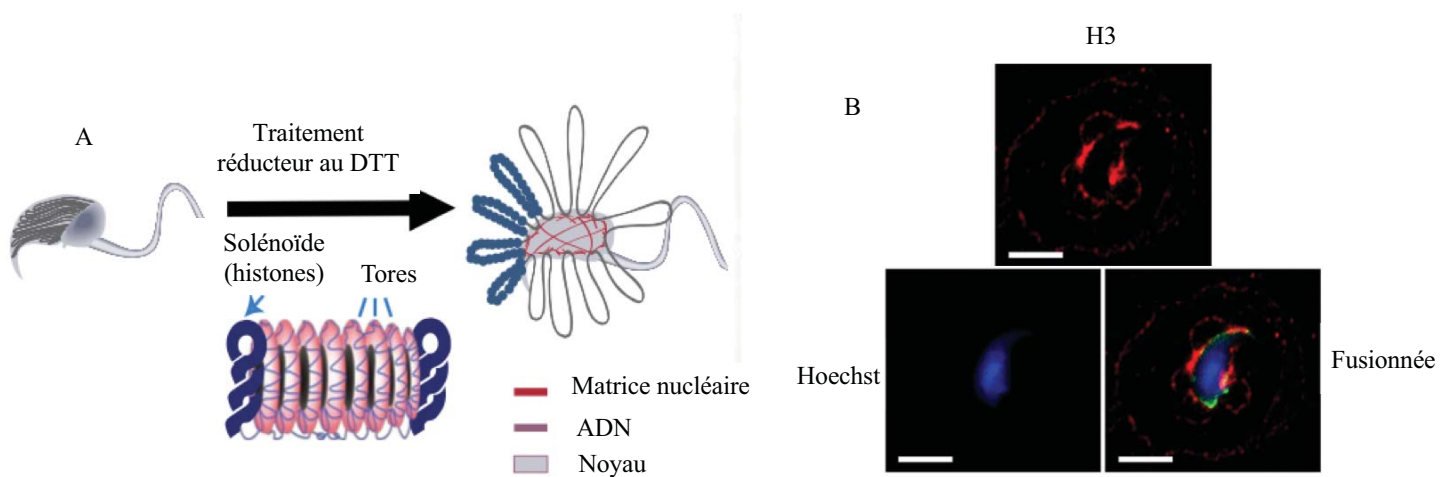 A
Traitement
réducteur au DTT
Solénoïde
(histones)
Tores
Matrice nucléaire
ADN
Noyau
B
H3
Hoechst
Fusionnée